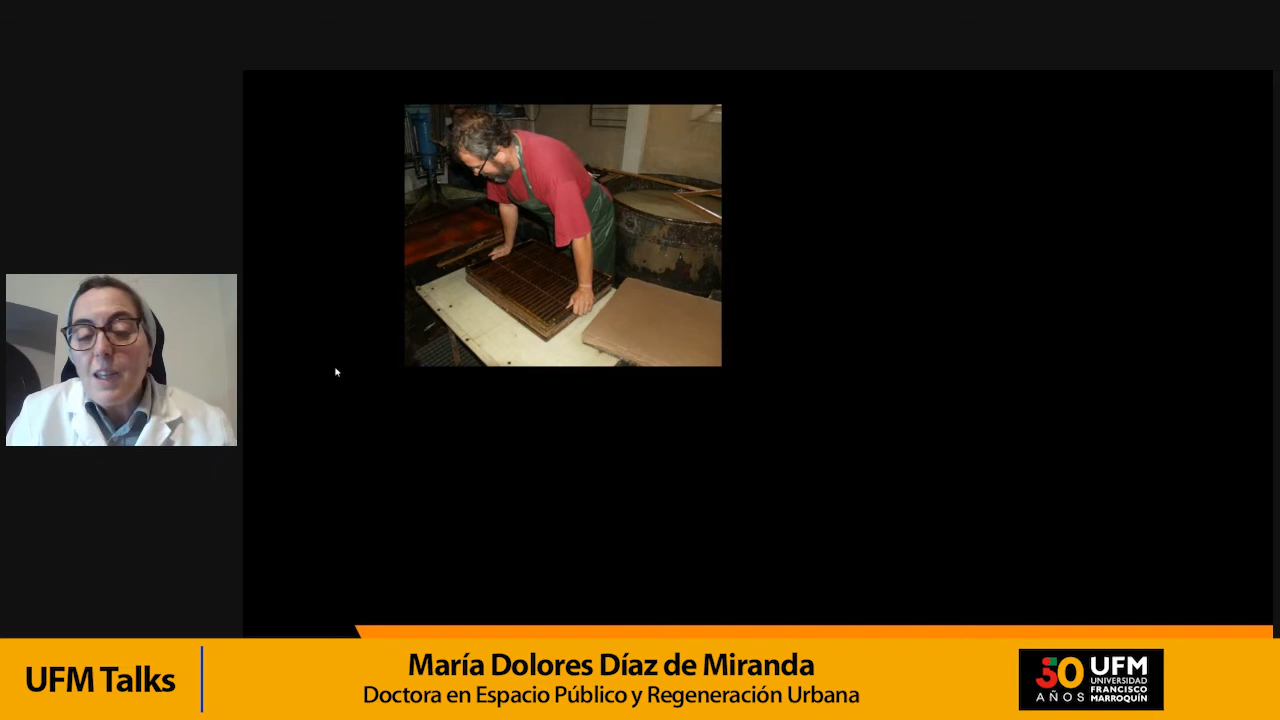 UFM Talks
María Dolores Díaz de Miranda
Doctora en Espacio Público y Regeneración Urbana
50 AÑOS
UFM
UNIVERSIDAD
FRANCISCO
MARROQUÍN